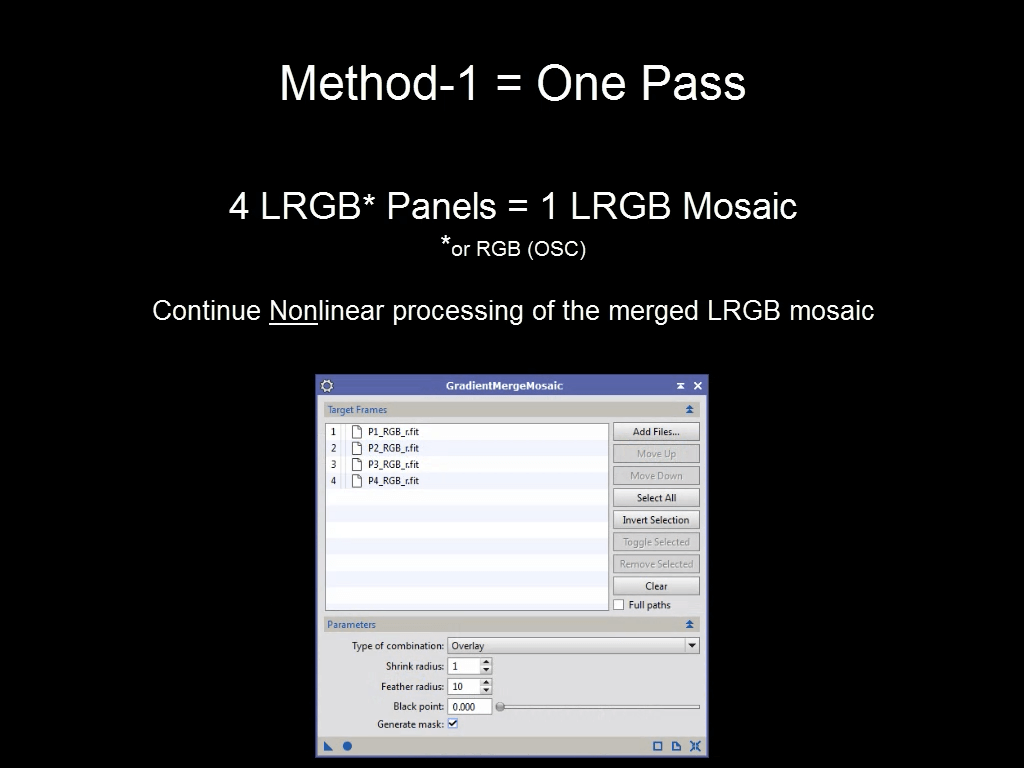 Method-1 = One Pass
4 LRGB* Panels = 1 LRGB Mosaic
*or RGB (OSC)
Continue Nonlinear processing of the merged LRGB mosaic
GradientMergeMosaic
Target Frames
1 P1_RGB_r.fit
2 P2_RGB_r.fit
3 P3_RGB_r.fit
4 P4_RGB_r.fit
Add Files...
Move Up
Move Down
Select All
Invert Selection
Toggle Selected
Remove Selected
Clear
Full paths
Parameters
Type of combination: Overlay
Shrink radius: 1
Feather radius: 10
Black point: 0.000
Generate mask: